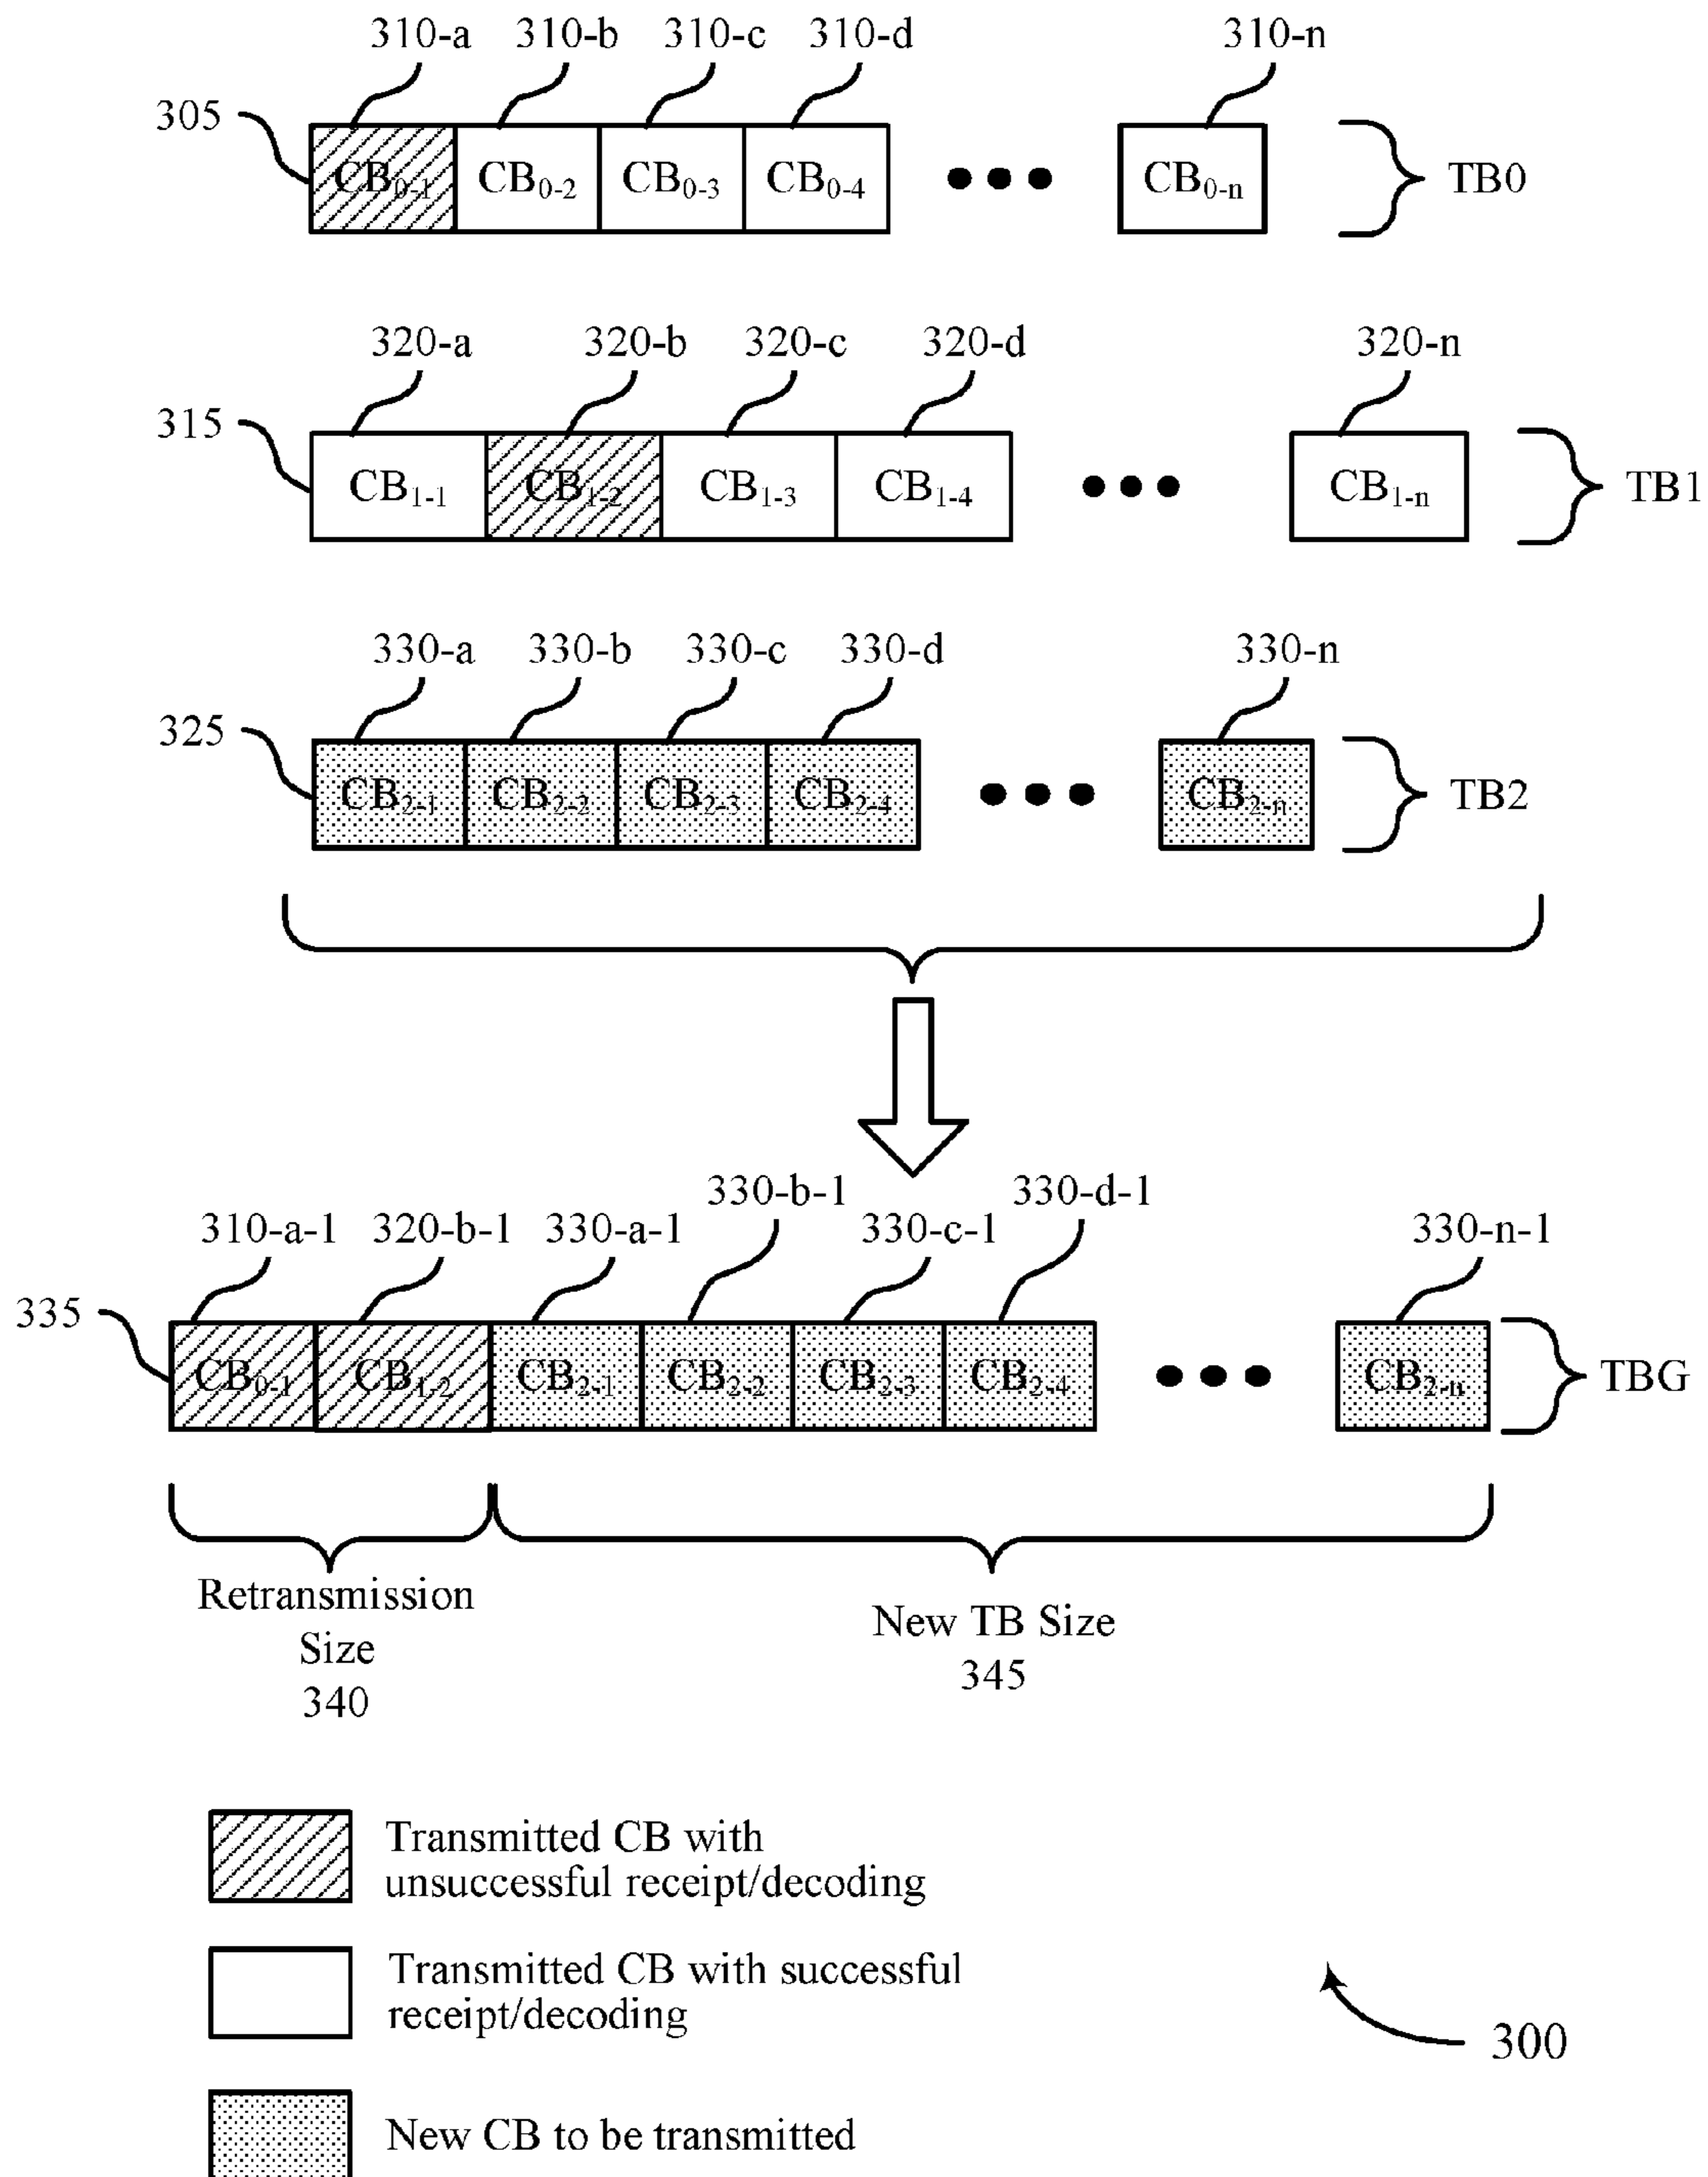 310-a 310-b 310-c 310-d 310-n
305
CB0-1 CB0-2 CB0-3 CB0-4 CB0-n TB0
320-a 320-b 320-c 320-d 320-n
315
CB1-1 CB1-2 CB1-3 CB1-4 CB1-n TB1
330-a 330-b 330-c 330-d 330-n
325
CB2-1 CB2-2 CB2-3 CB2-4 CB2-n TB2
330-b-1 330-d-1
310-a-1 320-b-1 330-a-1 330-c-1 330-n-1
335
CB0-1 CB1-2 CB2-1 CB2-2 CB2-3 CB2-4 CB2-n TBG
Retransmission
Size
340
New TB Size
345
Transmitted CB with
unsuccessful receipt/decoding
Transmitted CB with successful
receipt/decoding
New CB to be transmitted
300